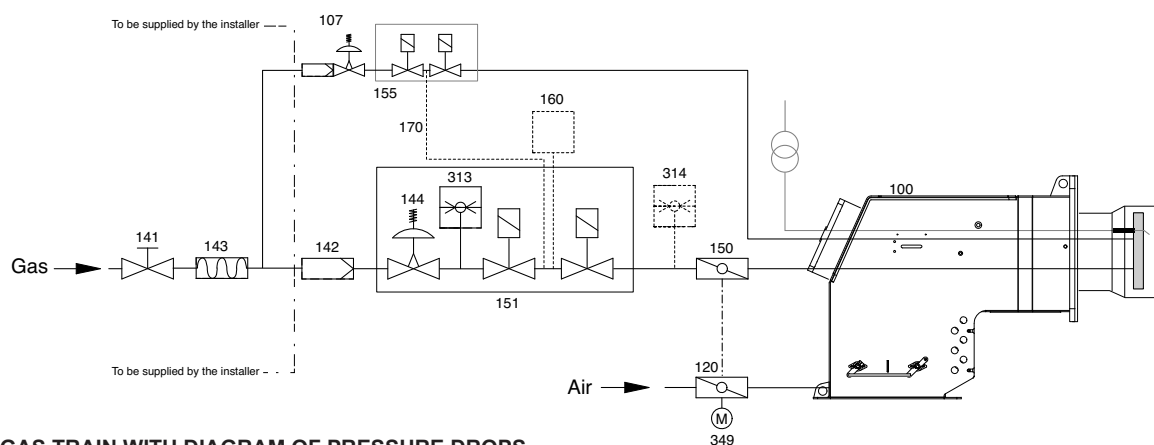 To be supplied by the installer
107
155
160
170
313
314
100
144
141
143
142
150
Gas
151
To be supplied by the installer
120
Air
M
349
GAS TRAIN WITH DIAGRAM OF PRESSURE DROPS